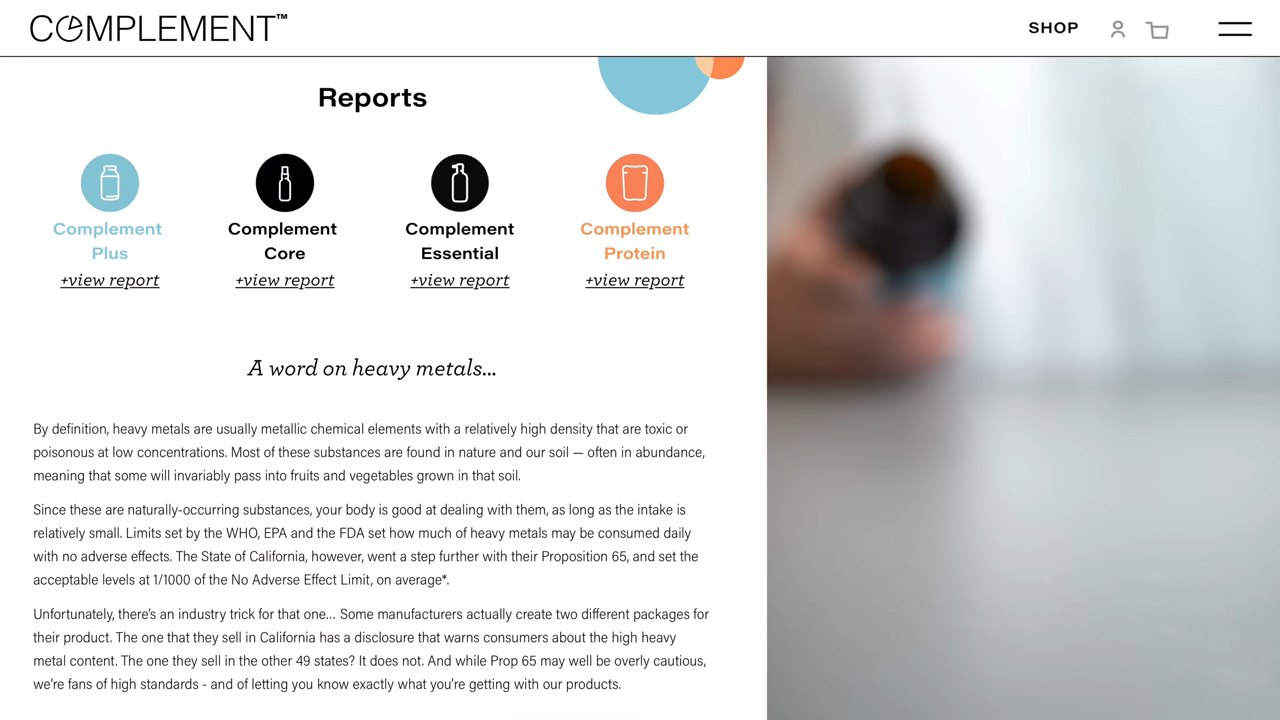 COMPLEMENT™
SHOP
Reports
Complement
Plus
+view report
Complement
Core
+view report
Complement
Essential
+view report
Complement
Protein
+view report
A word on heavy metals...
By definition, heavy metals are usually metallic chemical elements with a relatively high density that are toxic or
poisonous at low concentrations. Most of these substances are found in nature and our soil — often in abundance,
meaning that some will invariably pass into fruits and vegetables grown in that soil.
Since these are naturally-occurring substances, your body is good at dealing with them, as long as the intake is
relatively small. Limits set by the WHO, EPA and the FDA set how much of heavy metals may be consumed daily
with no adverse effects. The State of California, however, went a step further with their Proposition 65, and set the
acceptable levels at 1/1000 of the No Adverse Effect Limit, on average*.
Unfortunately, there's an industry trick for that one... Some manufacturers actually create two different packages for
their product. The one that they sell in California has a disclosure that warns consumers about the high heavy
metal content. The one they sell in the other 49 states? It does not. And while Prop 65 may well be overly cautious,
we're fans of high standards - and of letting you know exactly what you're getting with our products.